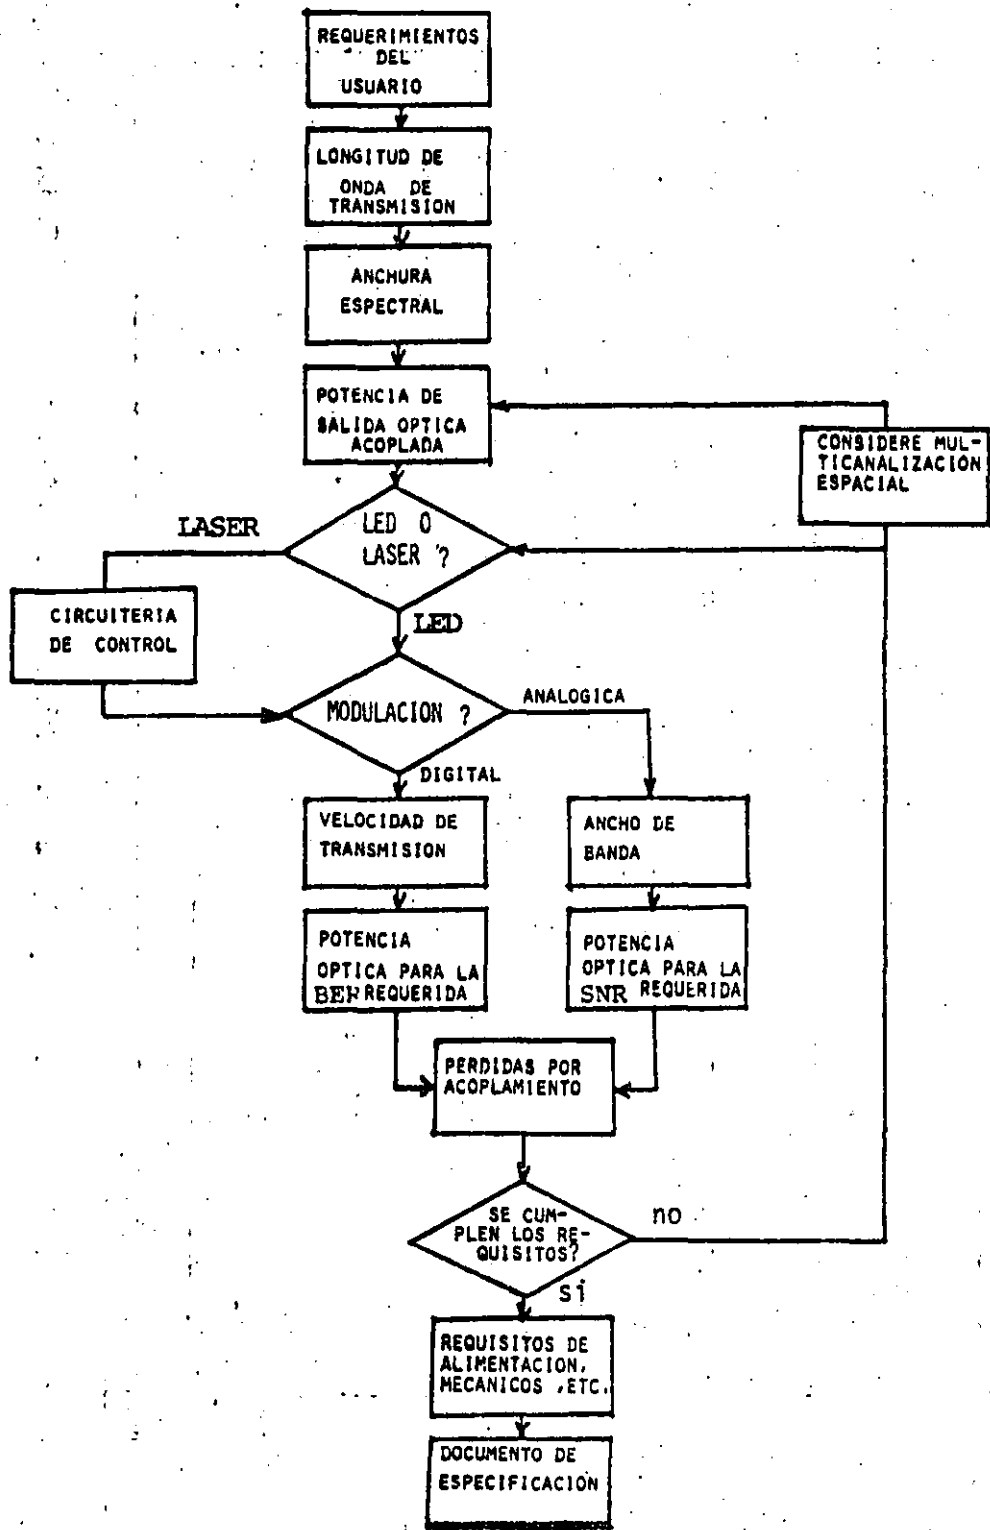 REQUERIMIENTOS
DEL
USUARIO
LONGITUD DE
ONDA DE
TRANSMISION
ANCHURA
ESPECTRAL
POTENCIA DE
SALIDA OPTICA
ACOPLADA
CONSIDERE MUL-
TICANALIZACIÓN
ESPACIAL
LASER
LED O
LASER ?
CIRCUITERIA
DE CONTROL
LED
MODULACION ?
ANALOGICA
DIGITAL
VELOCIDAD DE
TRANSMISION
ANCHO DE
BANDA
POTENCIA
OPTICA PARA LA
BER REQUERIDA
POTENCIA
OPTICA PARA LA
SNR REQUERIDA
PERDIDAS POR
ACOPLAMIENTO
SE CUM-
PLEN LOS RE-
QUISITOS?
no
si
REQUISITOS DE
ALIMENTACION,
MECANICOS ,ETC.
DOCUMENTO DE
ESPECIFICACIÓN